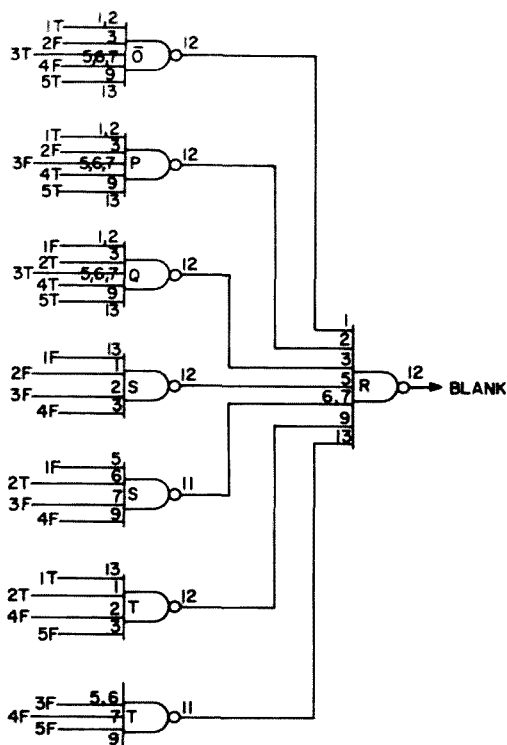 1,2
1T
3
2F
12
3T 5,6,7 Ō
4F
9
5T
13
1,2
1T
3
2F
12
3F 5,6,7 P
4T
9
5T
13
1,2
1F
3
2T
12
3T 5,6,7 Q
4T
9
5T
13
1
2
3
5 R 12 BLANK
6,7
9
13
13
1F
1
2F
12
2 S
3F
3
4F
5
1F
6
2T
11
7 S
3F
9
4F
13
1T
1
2T
12
2 T
4F
3
5F
5,6
3F
11
4F 7 T
5F
9